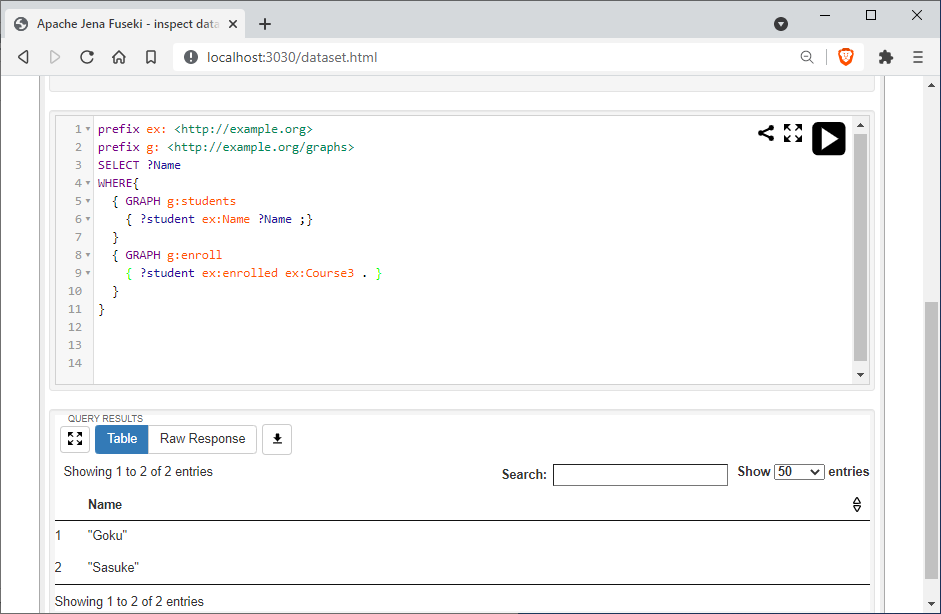 Apache Jena Fuseki - inspect data
localhost:3030/dataset.html
1 prefix ex: <http://example.org>
2 prefix g: <http://example.org/graphs>
3 SELECT ?Name
4 WHERE{
5 { GRAPH g:students
6 { ?student ex:Name ?Name ;}
7 }
8 { GRAPH g:enroll
9 { ?student ex:enrolled ex:Course3 . }
10 }
11 }
12
13
14
QUERY RESULTS
Table Raw Response
Showing 1 to 2 of 2 entries Search: Show 50 entries
Name
1 "Goku"
2 "Sasuke"
Showing 1 to 2 of 2 entries